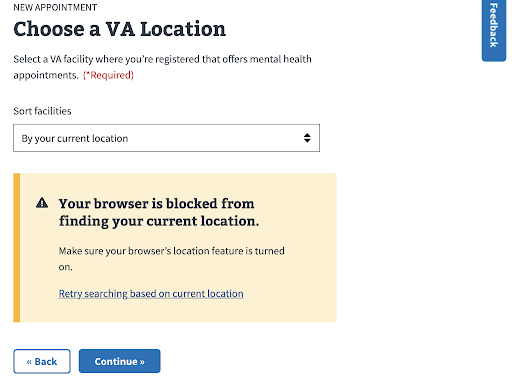 NEW APPOINTMENT
Choose a VA Location
Select a VA facility where you're registered that offers mental health
appointments. (*Required)
Sort facilities
By your current location
Your browser is blocked from
finding your current location.
Make sure your browser's location feature is turned
on.
Retry searching based on current location
« Back
Continue »
Feedback